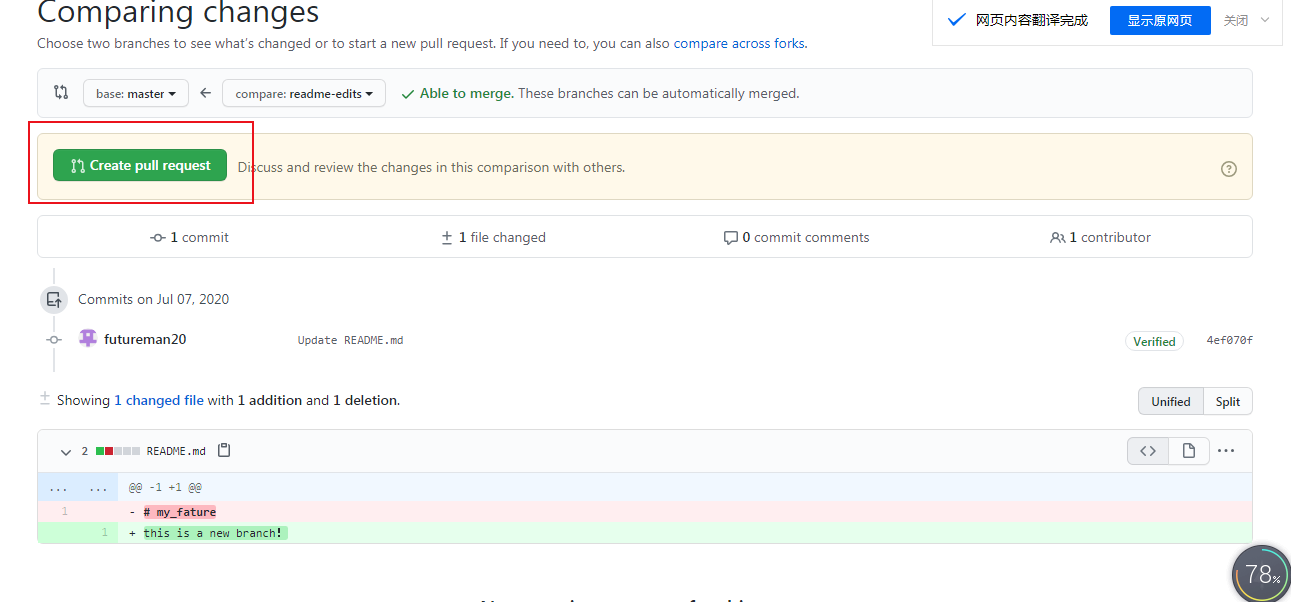 Comparing changes
网页内容翻译完成 显示原网页 关闭
Choose two branches to see what's changed or to start a new pull request. If you need to, you can also compare across forks.
base: master compare: readme-edits Able to merge. These branches can be automatically merged.
Create pull request Discuss and review the changes in this comparison with others.
1 commit 1 file changed 0 commit comments 1 contributor
Commits on Jul 07, 2020
futureman20 Update README.md Verified 4ef070f
Showing 1 changed file with 1 addition and 1 deletion. Unified Split
2 README.md
... ... @@ -1 +1 @@
1 - # my_fature
1 + this is a new branch!
78%